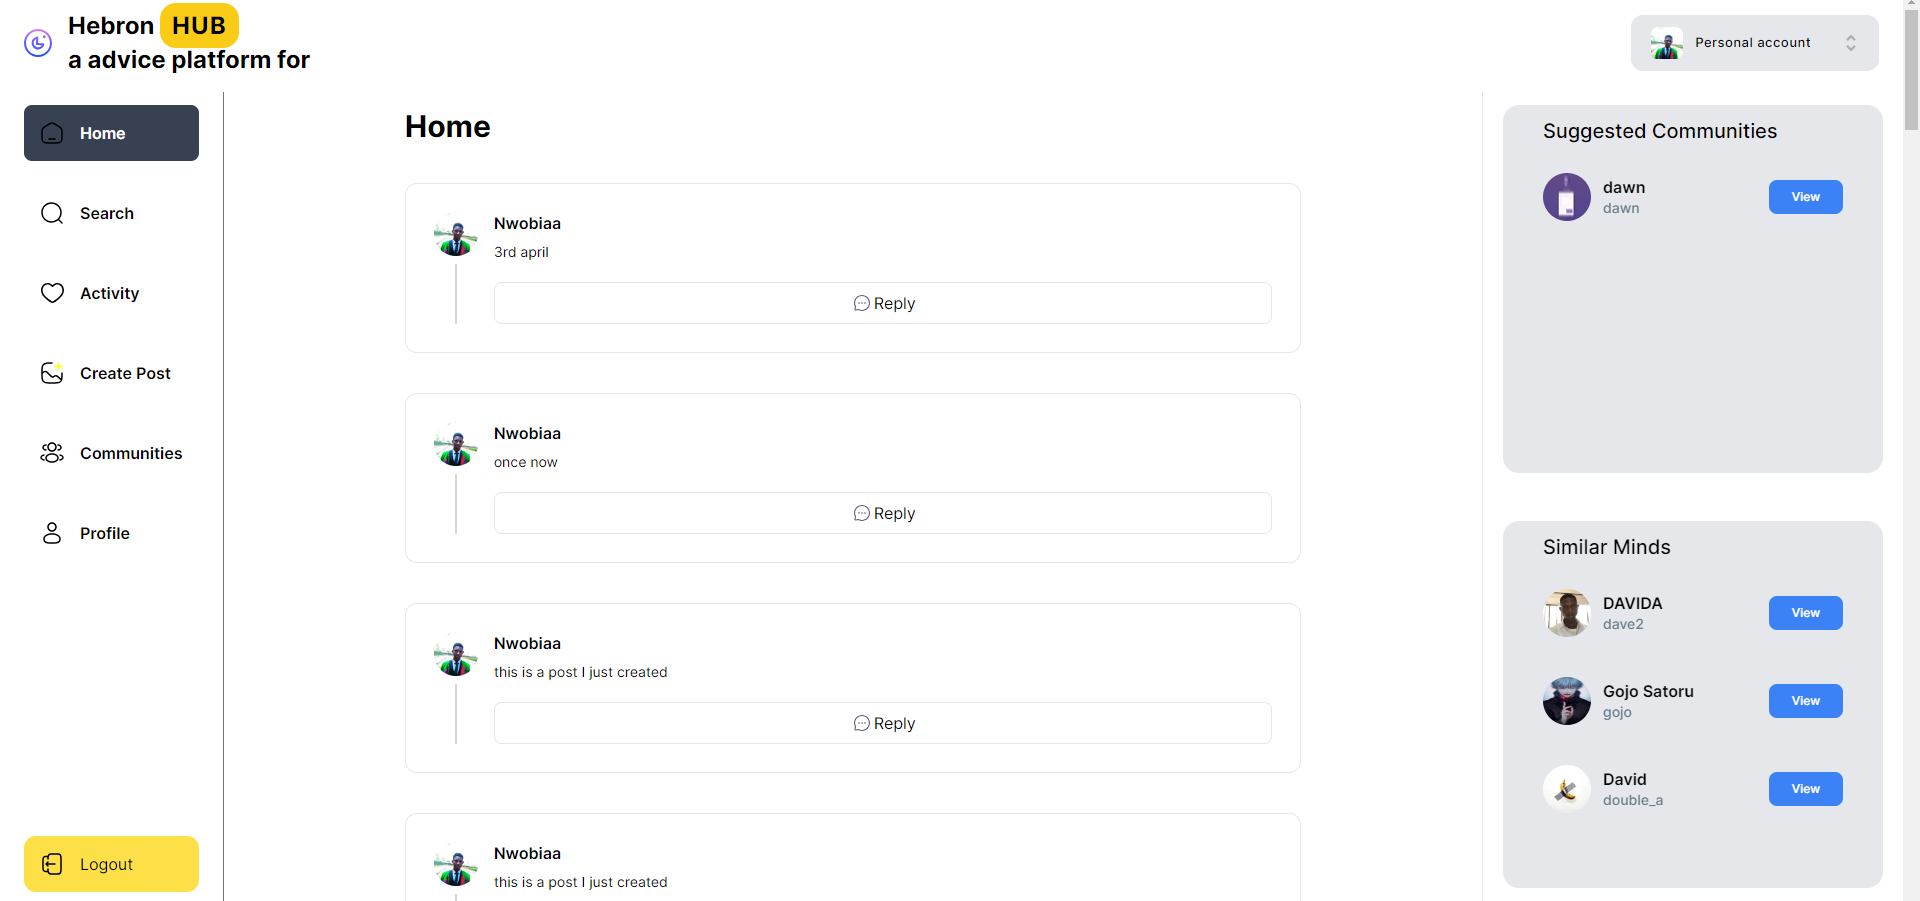 Hebron HUB
a advice platform for
Personal account
Home
Search
Activity
Create Post
Communities
Profile
Logout
Home
Nwobiaa
3rd april
Reply
Nwobiaa
once now
Reply
Nwobiaa
this is a post I just created
Reply
Nwobiaa
this is a post I just created
Suggested Communities
dawn
dawn
View
Similar Minds
DAVIDA
dave2
View
Gojo Satoru
gojo
View
David
double_a
View